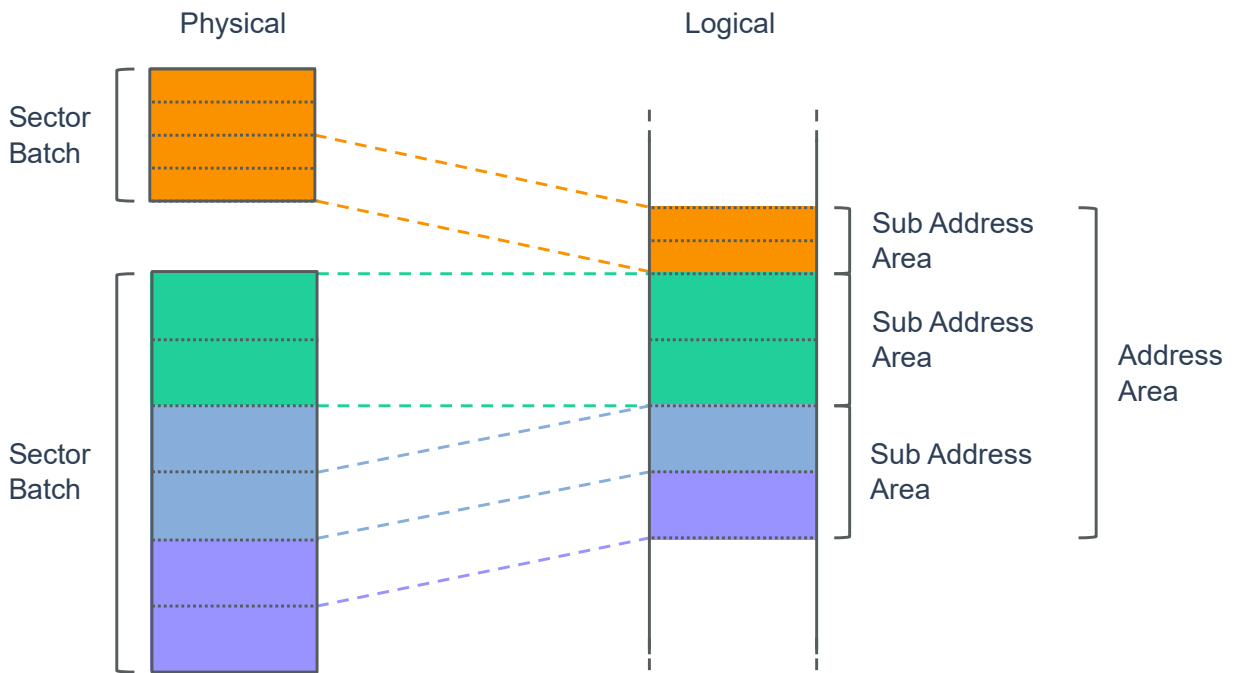 Physical
Logical
Sector
Batch
Sub Address
Area
Sub Address
Area
Address
Area
Sector
Batch
Sub Address
Area